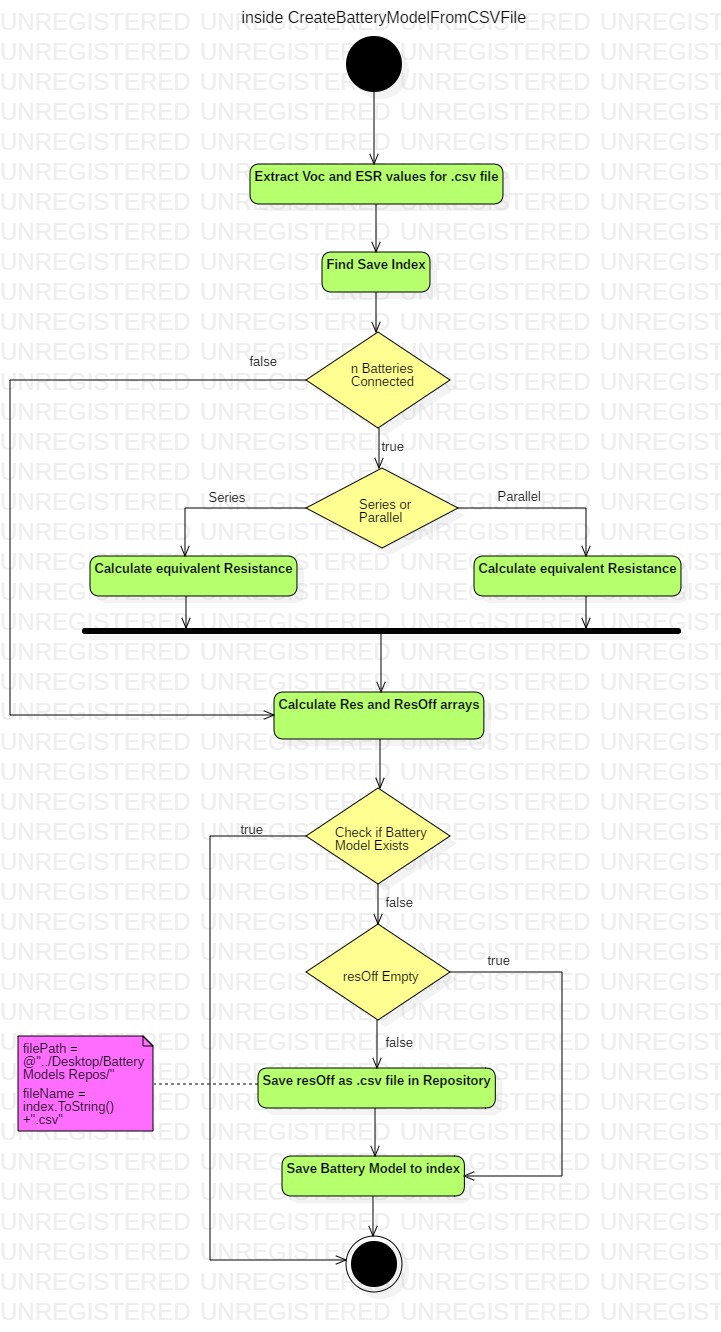 inside CreateBatteryModelFromCSVFile
Extract Voc and ESR values for .csv file
Find Save Index
false
n Batteries
Connected
true
Series
Series or
Parallel
Parallel
Calculate equivalent Resistance
Calculate equivalent Resistance
Calculate Res and ResOff arrays
true
Check if Battery
Model Exists
false
resOff Empty
true
false
filePath =
@"../Desktop/Battery
Models Repos/"
fileName =
index.ToString()
+".csv"
Save resOff as .csv file in Repository
Save Battery Model to index
UNREGISTERED